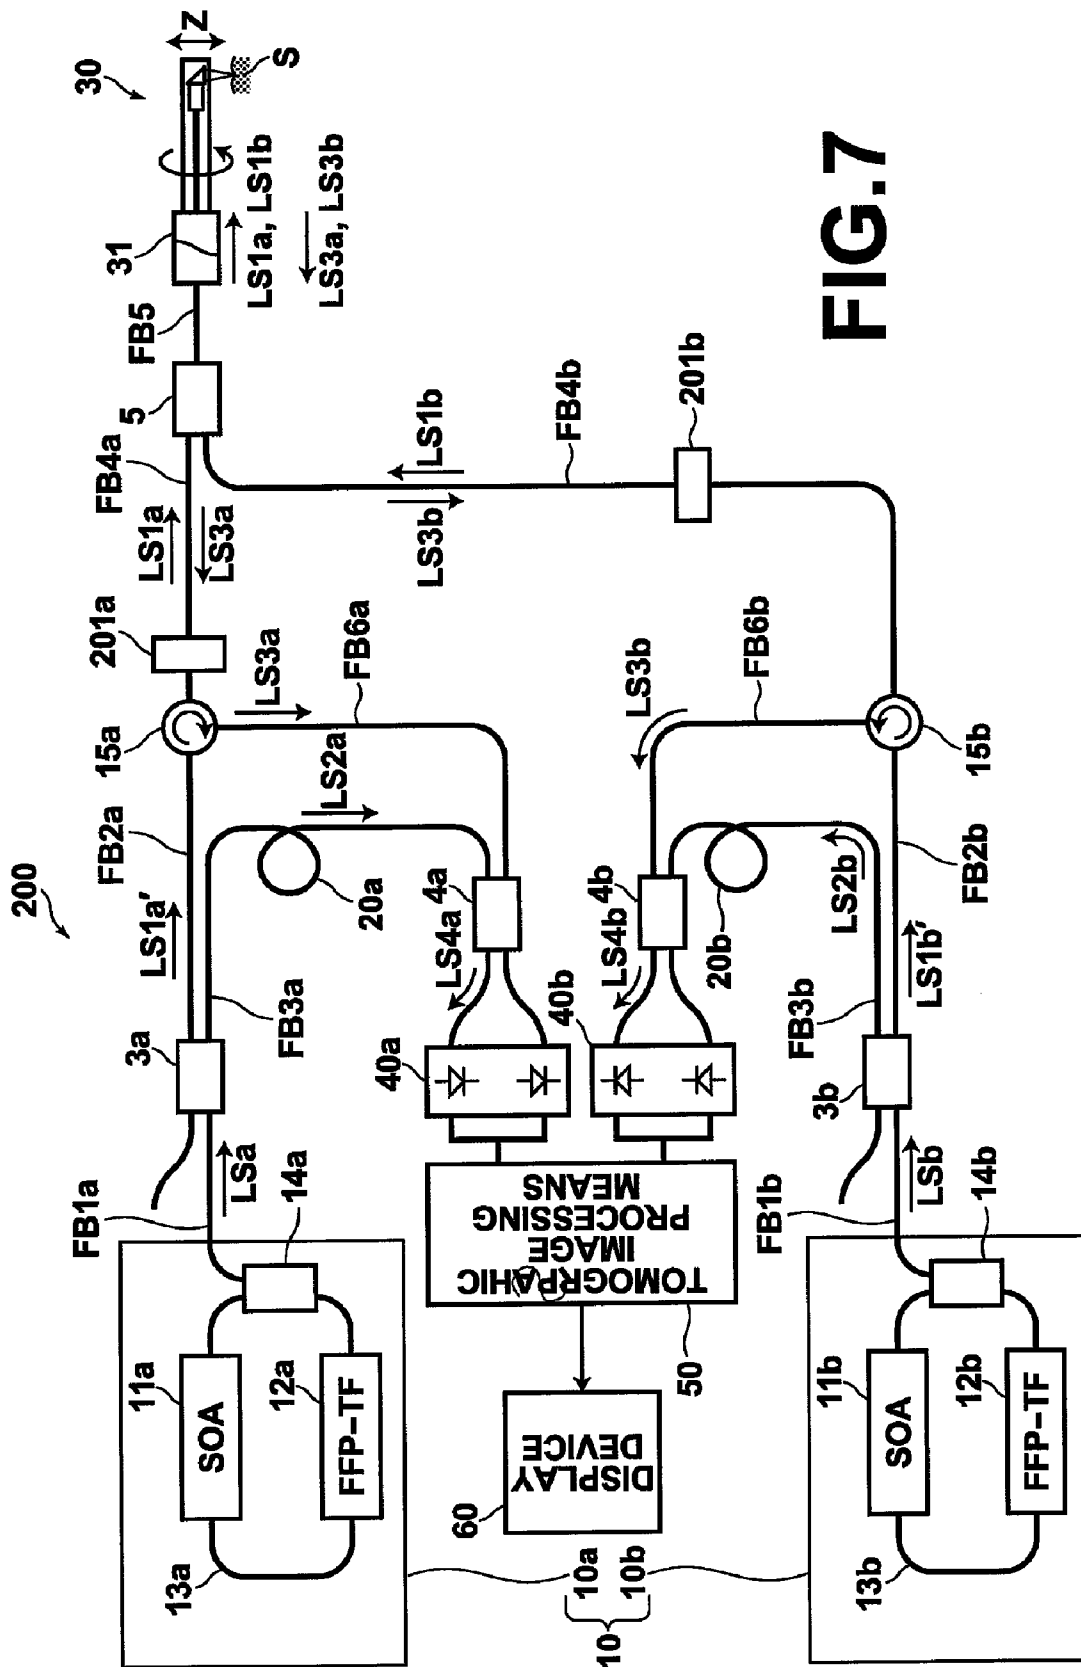 200
LS1a'
FB2a
15a
201a
LS1a
LS3a
FB4a
5
FB5
31
30
Z
S
LS1a, LS1b
LS3a, LS3b
FB1a
LSa
3a
FB3a
20a
LS2a
LS3a
FB6a
LS4a
4a
LS3b
LS1b
FB4b
201b
FIG.7
11a
SOA
12a
FFP-TF
13a
14a
40a
40b
LS4b
4b
20b
LS3b
FB6b
15b
TOMOGRPAHIC
IMAGE
PROCESSING
MEANS
50
DISPLAY
DEVICE
60
10
10a
10b
11b
SOA
12b
FFP-TF
13b
14b
FB1b
LSb
3b
FB3b
LS1b'
LS2b
FB2b